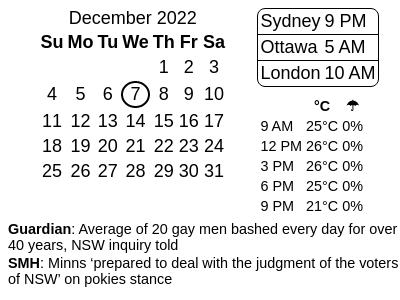 December 2022
Su Mo Tu We Th Fr Sa
1 2 3
4 5 6 7 8 9 10
11 12 13 14 15 16 17
18 19 20 21 22 23 24
25 26 27 28 29 30 31
Sydney 9 PM
Ottawa 5 AM
London 10 AM
°C ☂
9 AM 25°C 0%
12 PM 26°C 0%
3 PM 26°C 0%
6 PM 25°C 0%
9 PM 21°C 0%
Guardian: Average of 20 gay men bashed every day for over
40 years, NSW inquiry told
SMH: Minns ‘prepared to deal with the judgment of the voters
of NSW’ on pokies stance